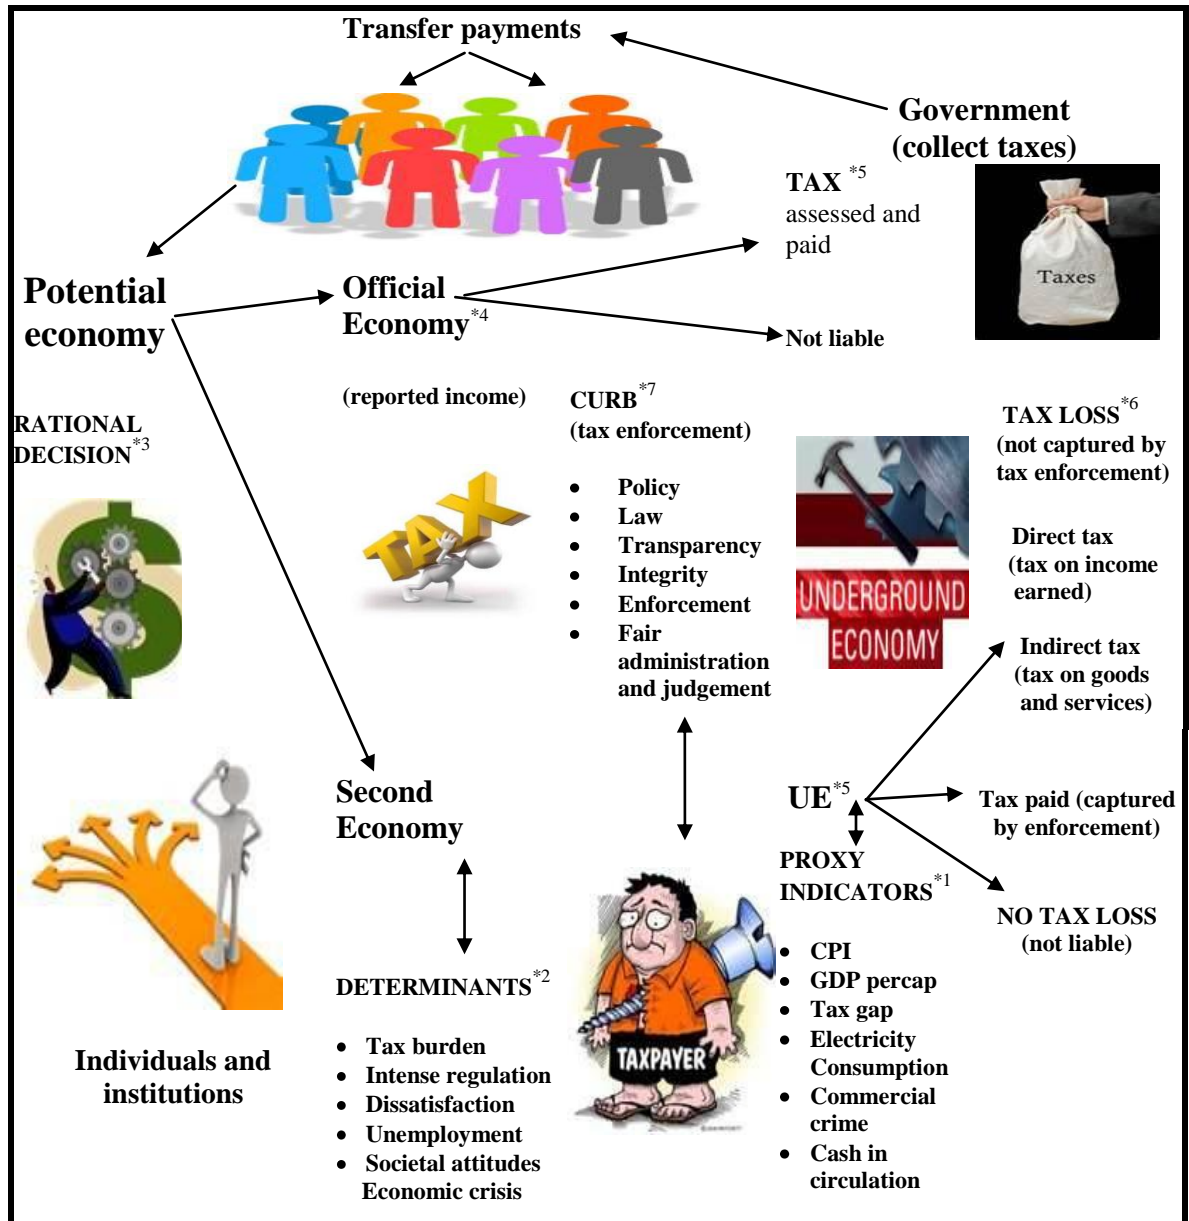 Transfer payments
Government
(collect taxes)
TAX *5
assessed and
paid
Taxes
Potential
economy
Official
Economy*4
Not liable
(reported income)
RATIONAL
DECISION*3
CURB*7
(tax enforcement)
• Policy
• Law
• Transparency
• Integrity
• Enforcement
• Fair
administration
and judgement
TAX
TAX LOSS*6
(not captured by
tax enforcement)
UNDERGROUND
ECONOMY
Direct tax
(tax on income
earned)
Indirect tax
(tax on goods
and services)
Second
Economy
UE*5
Tax paid (captured
by enforcement)
PROXY
INDICATORS*1
NO TAX LOSS
(not liable)
• CPI
• GDP percap
• Tax gap
• Electricity
Consumption
• Commercial
crime
• Cash in
circulation
DETERMINANTS*2
• Tax burden
• Intense regulation
• Dissatisfaction
• Unemployment
• Societal attitudes
Economic crisis
TAXPAYER
Individuals and
institutions